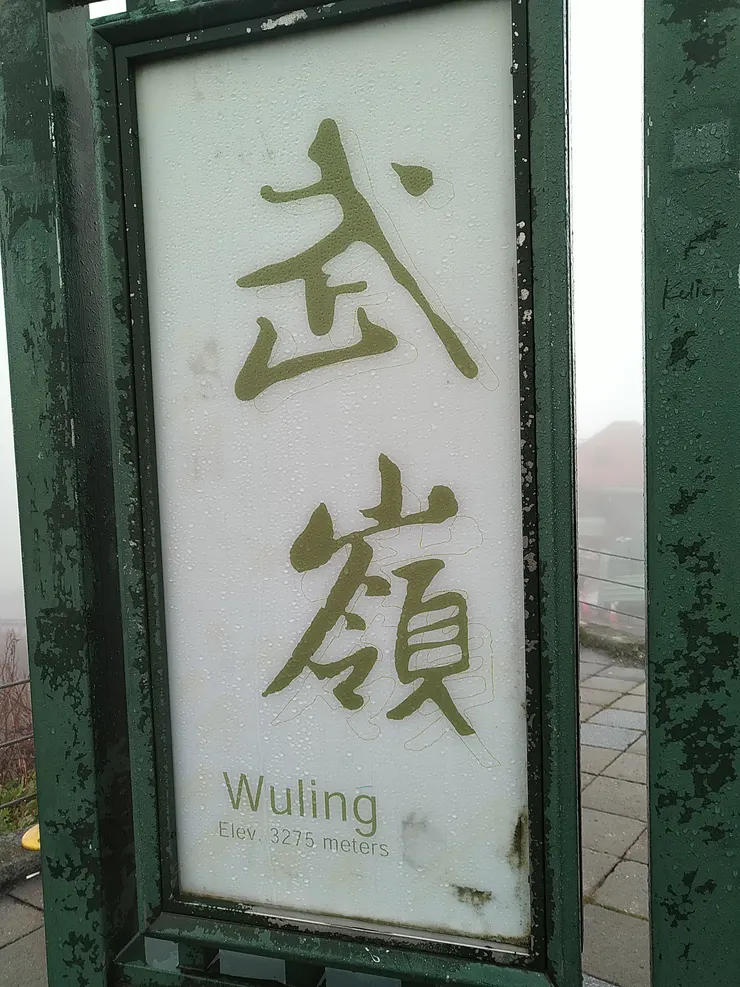 武嶺
Wuling
Elev. 3275 meters